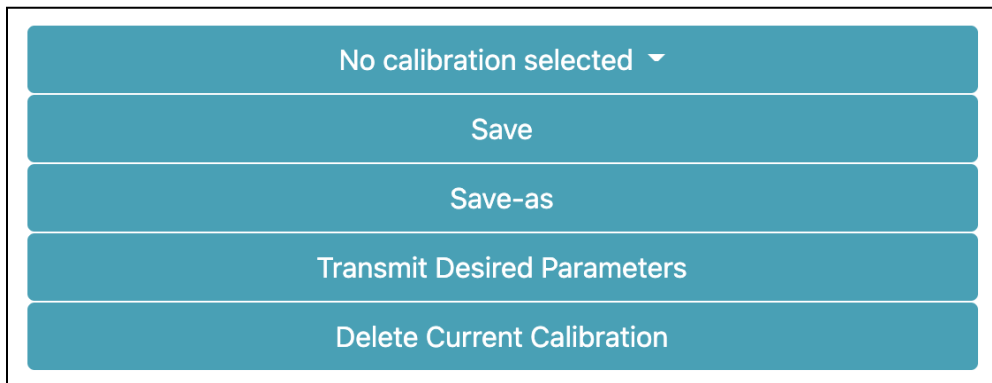 No calibration selected
Save
Save-as
Transmit Desired Parameters
Delete Current Calibration